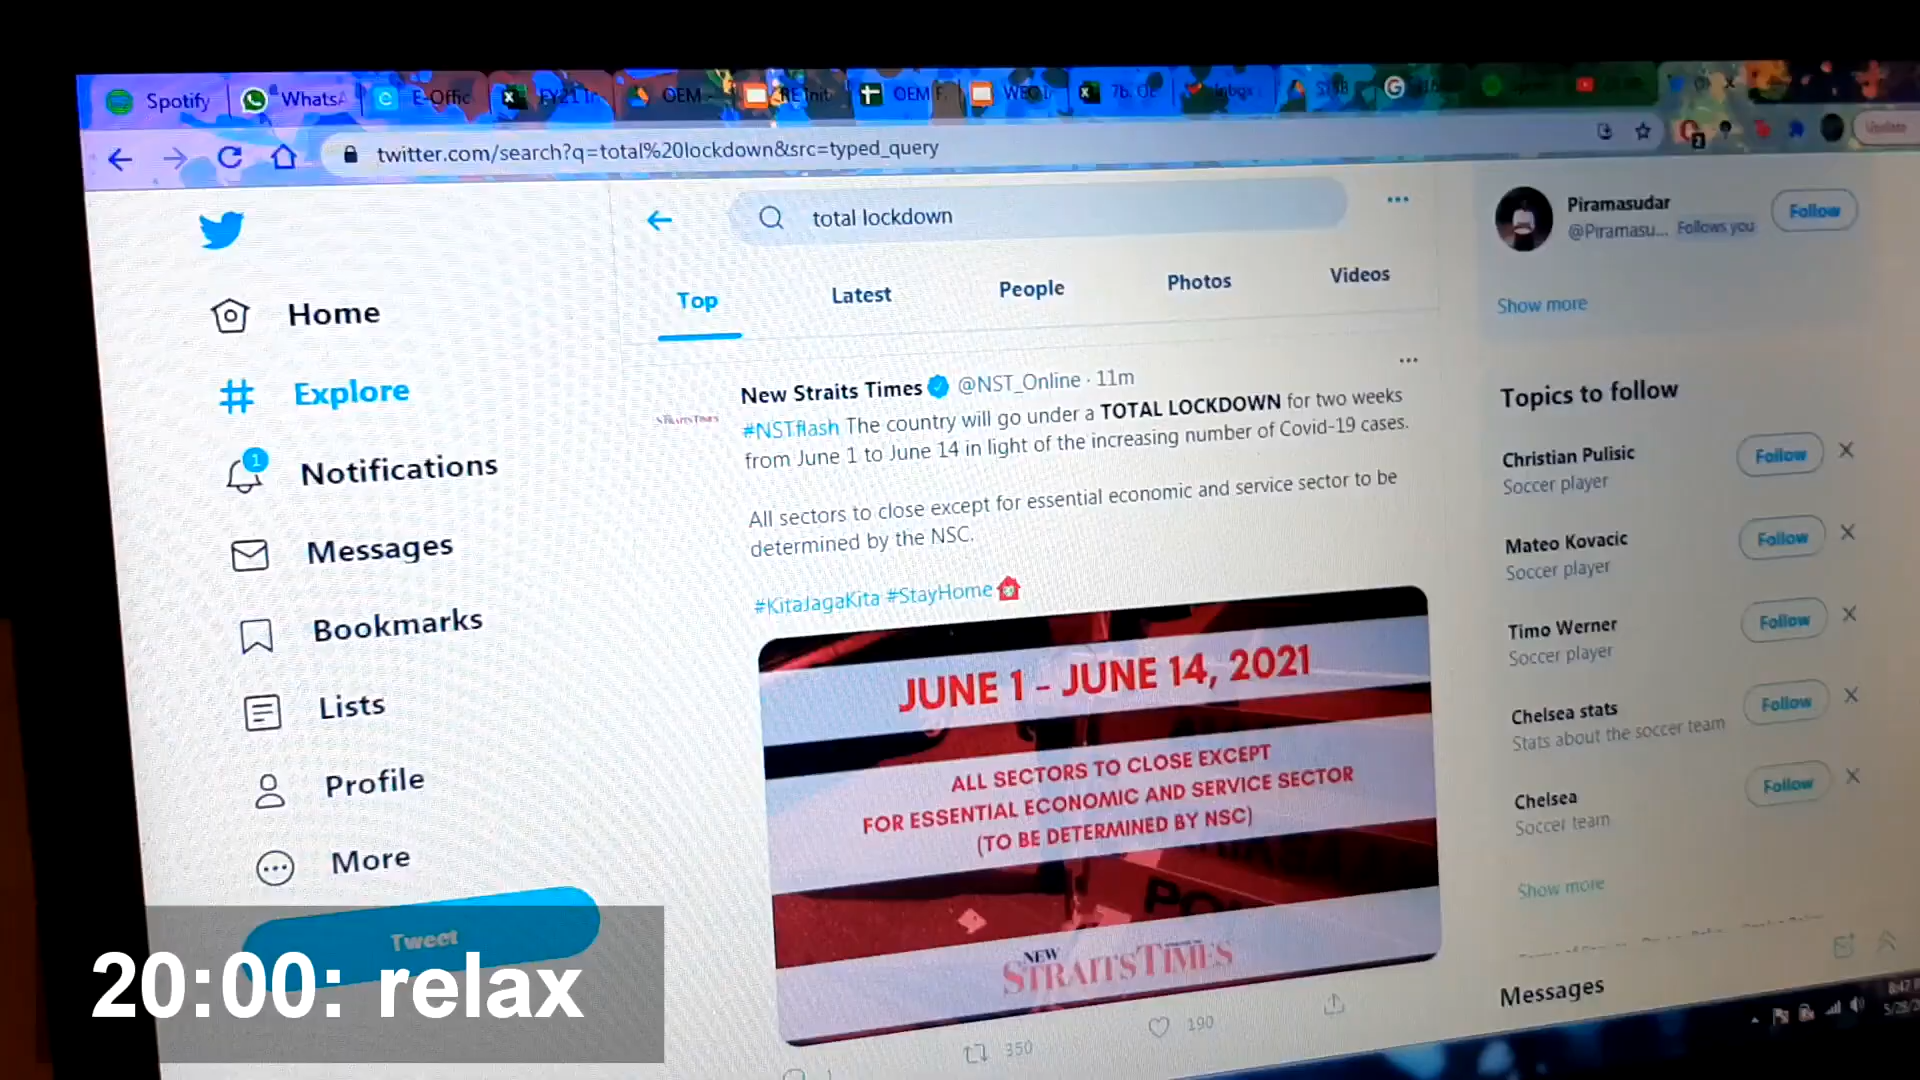 Spotify
WhatsA
E-Offic
FY21 Ir
OEM -
RE Init
OEM F
twitter.com/search?q=total%20lockdown&src=typed_query
Update
total lockdown
Top
Latest
People
Photos
Videos
Home
Explore
1
Notifications
Messages
Bookmarks
Lists
Profile
More
Tweet
New Straits Times @NST_Online · 11m
#NSTflash The country will go under a TOTAL LOCKDOWN for two weeks
from June 1 to June 14 in light of the increasing number of Covid-19 cases.
All sectors to close except for essential economic and service sector to be
determined by the NSC.
#KitaJagaKita #StayHome
JUNE 1 - JUNE 14, 2021
ALL SECTORS TO CLOSE EXCEPT
FOR ESSENTIAL ECONOMIC AND SERVICE SECTOR
(TO BE DETERMINED BY NSC)
NEW
STRAITS TIMES
350
190
Piramasudar
@Piramasu... Follows you
Follow
Show more
Topics to follow
Christian Pulisic
Soccer player
Follow
Mateo Kovacic
Soccer player
Follow
Timo Werner
Soccer player
Follow
Chelsea stats
Stats about the soccer team
Follow
Chelsea
Soccer team
Follow
Show more
Messages
20:00: relax